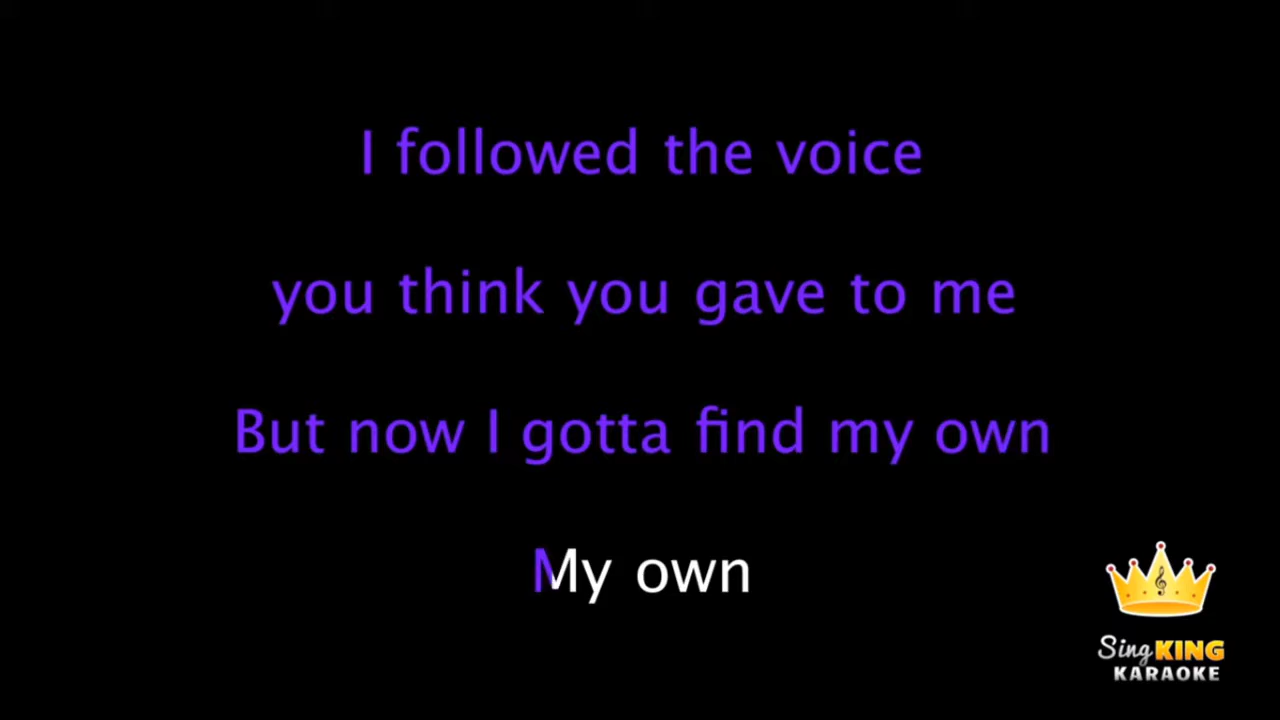 I followed the voice
you think you gave to me
But now I gotta find my own
My own
Sing KING
KARAOKE